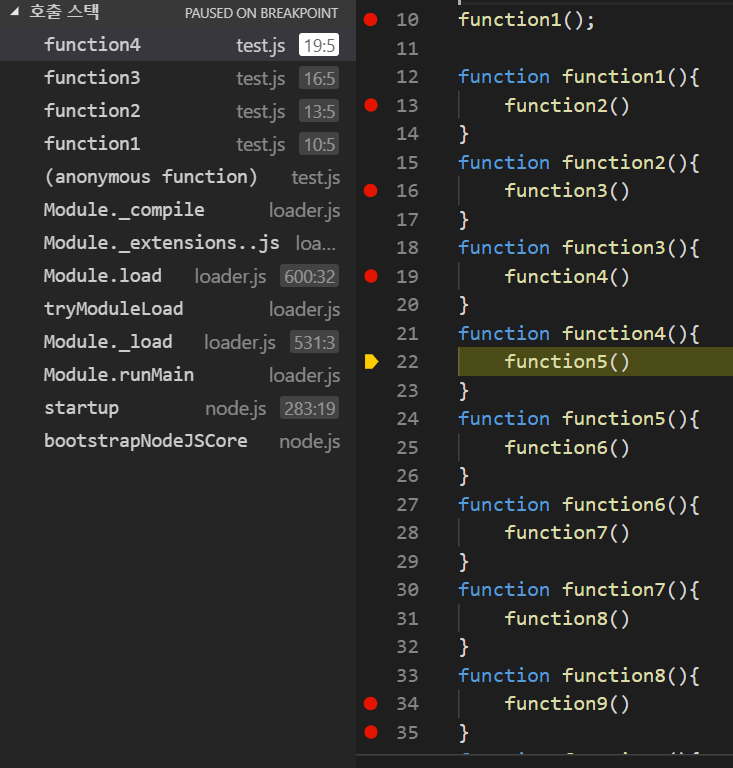 호출 스택 PAUSED ON BREAKPOINT
function4 test.js 19:5
function3 test.js 16:5
function2 test.js 13:5
function1 test.js 10:5
(anonymous function) test.js
Module._compile loader.js
Module._extensions..js loa...
Module.load loader.js 600:32
tryModuleLoad loader.js
Module._load loader.js 531:3
Module.runMain loader.js
startup node.js 283:19
bootstrapNodeJSCore node.js
10 function1();
11
12 function function1(){
13 function2()
14 }
15 function function2(){
16 function3()
17 }
18 function function3(){
19 function4()
20 }
21 function function4(){
22 function5()
23 }
24 function function5(){
25 function6()
26 }
27 function function6(){
28 function7()
29 }
30 function function7(){
31 function8()
32 }
33 function function8(){
34 function9()
35 }